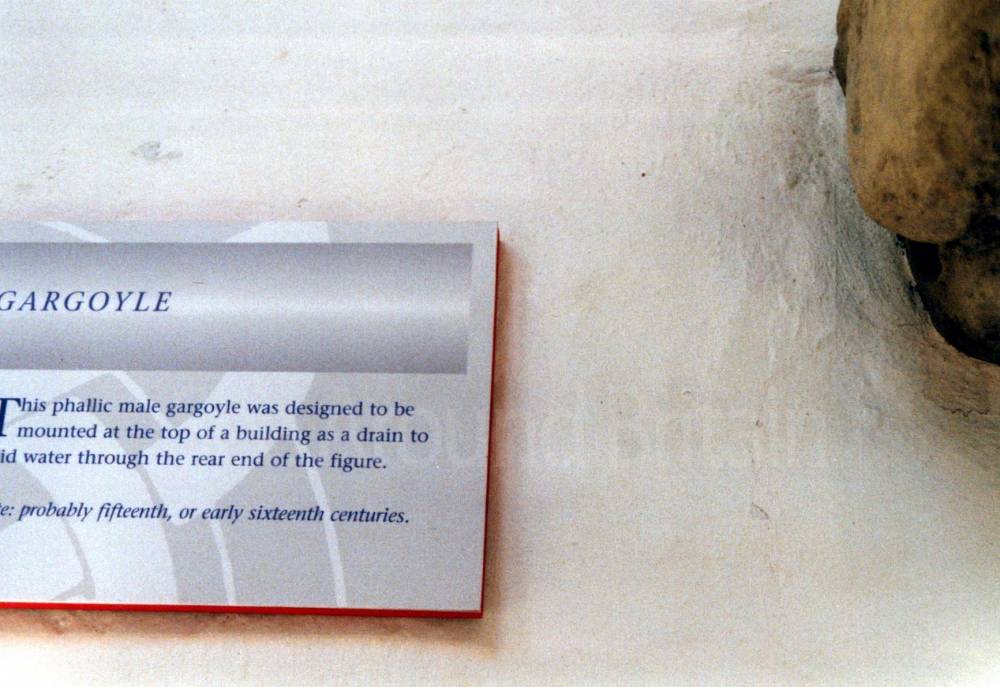 GARGOYLE
This phallic male gargoyle was designed to be
mounted at the top of a building as a drain to
id water through the rear end of the figure.
e: probably fifteenth, or early sixteenth centuries.